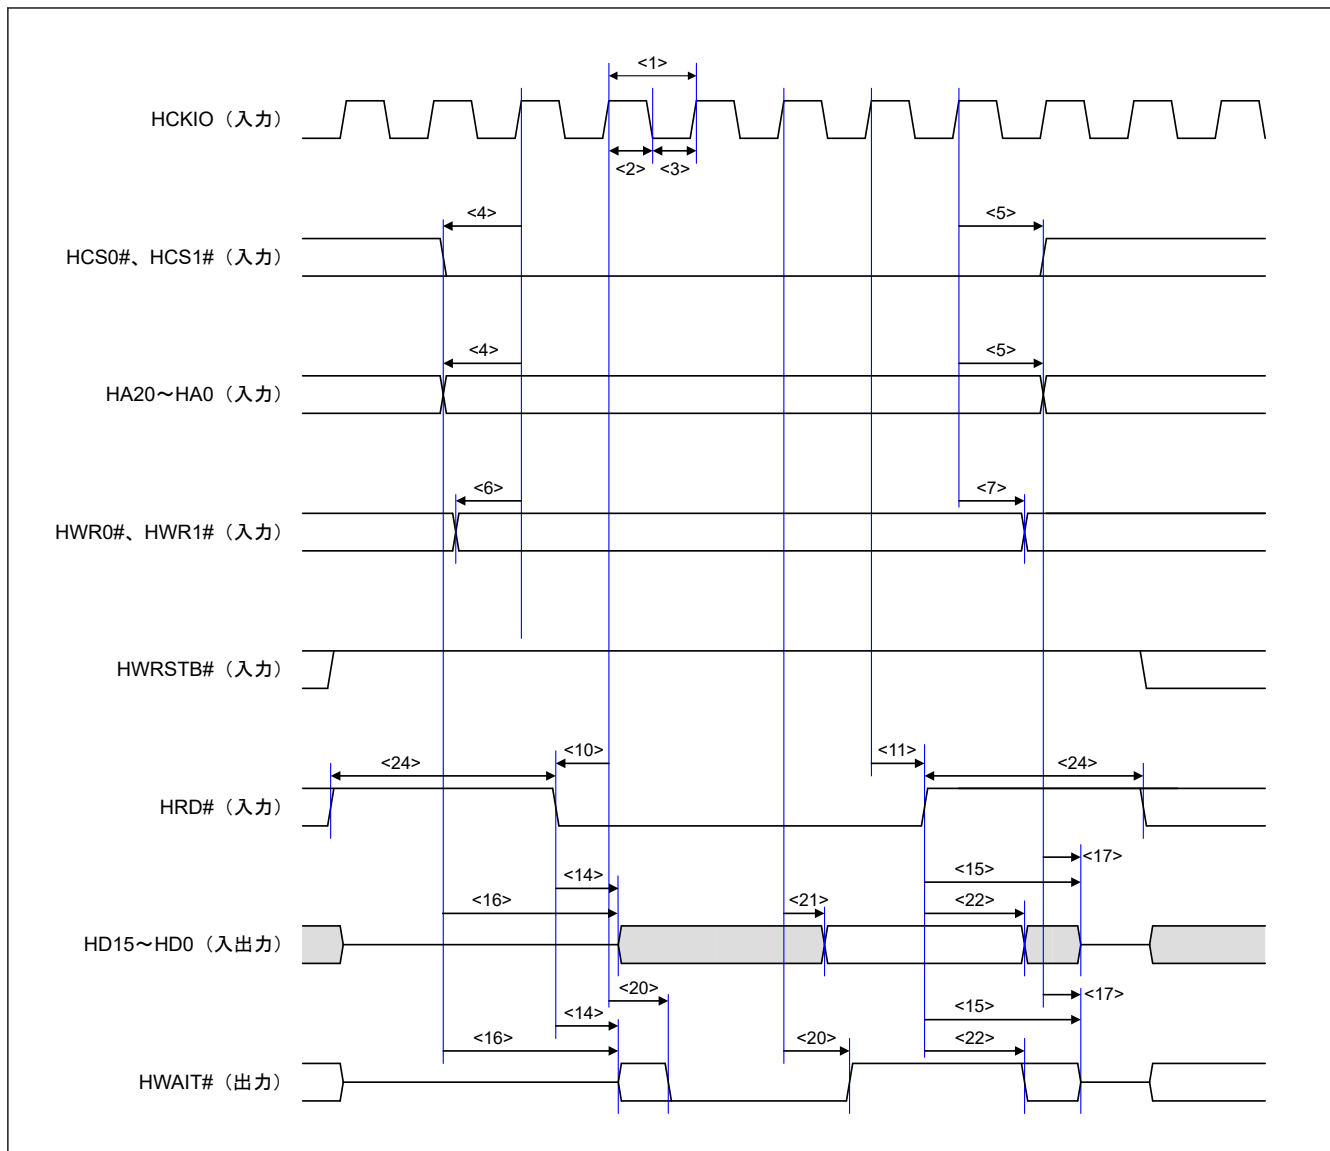 <1>
HCKIO（入力）
<2> <3>
<4> <5>
HCS0#、HCS1#（入力）
<4> <5>
HA20～HA0（入力）
<6> <7>
HWR0#、HWR1#（入力）
HWRSTB#（入力）
<10> <11>
<24> <24>
HRD#（入力）
<17>
<14> <15>
<16> <21> <22>
HD15～HD0（入出力）
<20> <17>
<14> <15>
<16> <20> <22>
HWAIT#（出力）